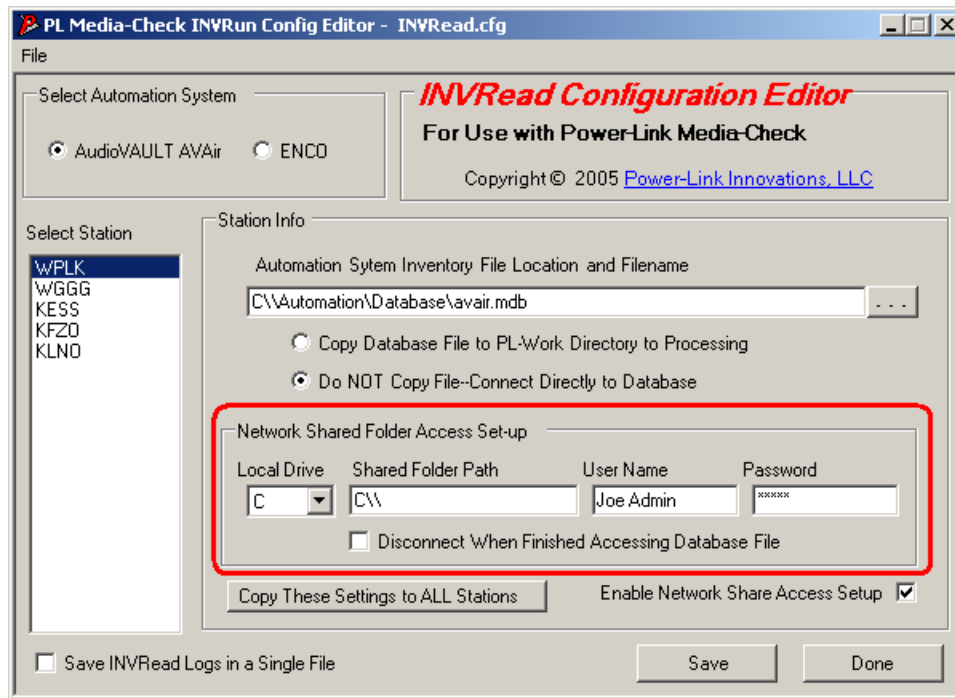 PL Media-Check INVRun Config Editor - INVRead.cfg
File
Select Automation System
AudioVAULT AVAir
ENCO
INVRead Configuration Editor
For Use with Power-Link Media-Check
Copyright © 2005 Power-Link Innovations, LLC
Select Station
WPLK
WGGG
KESS
KFZO
KLNO
Station Info
Automation Sytem Inventory File Location and Filename
C\\Automation\Database\avair.mdb
. . .
Copy Database File to PL-Work Directory to Processing
Do NOT Copy File--Connect Directly to Database
Network Shared Folder Access Set-up
Local Drive Shared Folder Path User Name Password
C C\\ Joe Admin *****
Disconnect When Finished Accessing Database File
Copy These Settings to ALL Stations
Enable Network Share Access Setup
Save INVRead Logs in a Single File
Save
Done